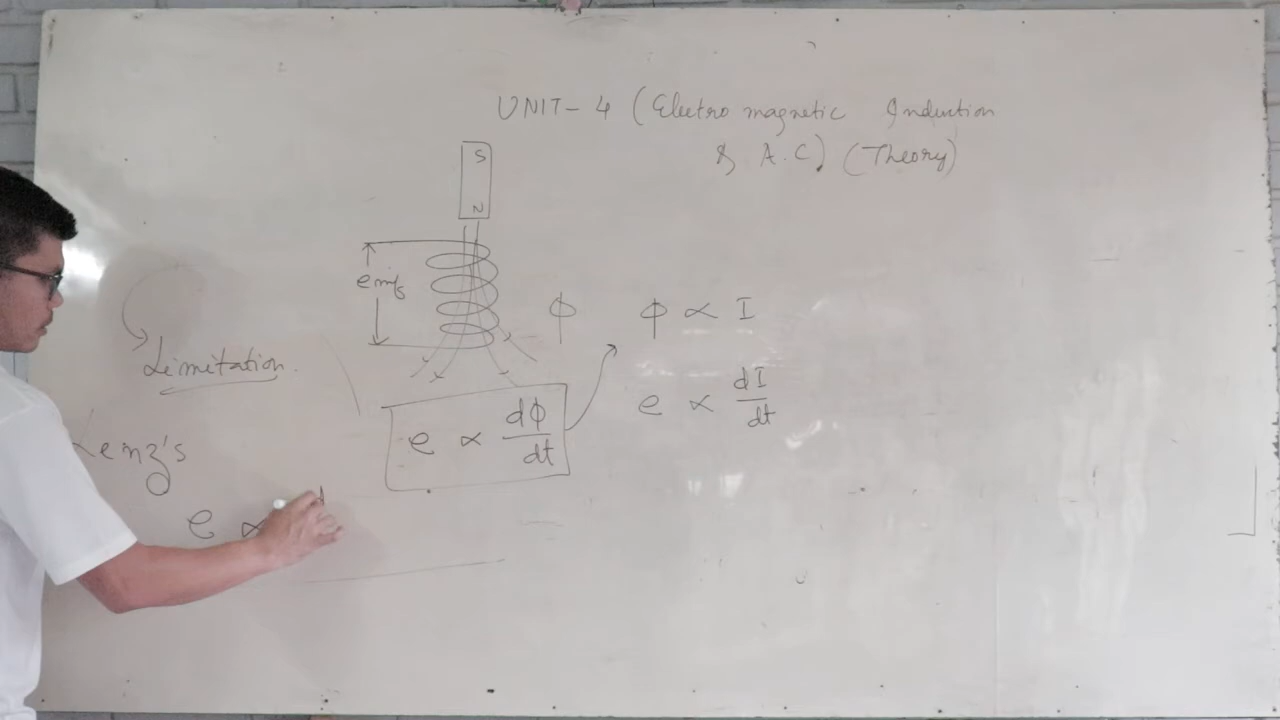 UNIT-4 (Electro magnetic Induction
& A.C) (Theory)
S
N
emf
ϕ
ϕ ∝ I
Limitation.
e ∝ dϕ/dt
e ∝ dI/dt
Lenz's
e ∝